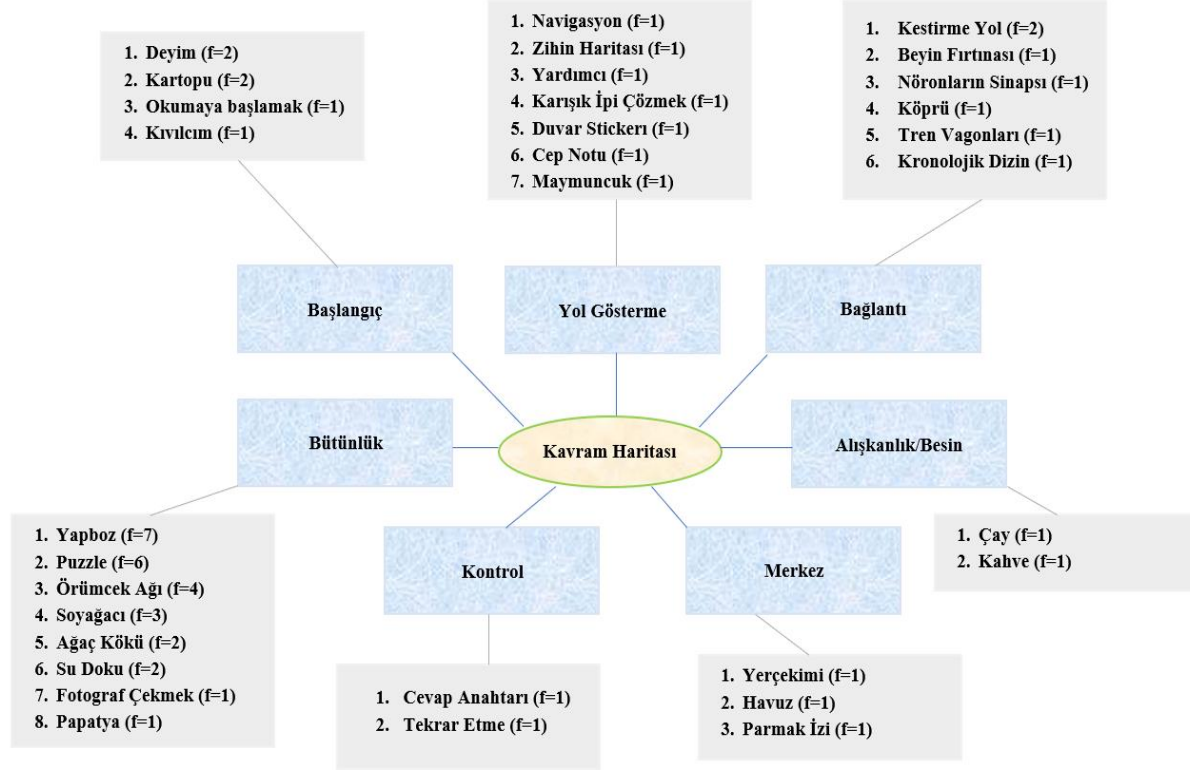 1. Deyim (f=2)
2. Kartopu (f=2)
3. Okumaya başlamak (f=1)
4. Kıvılcım (f=1)
1. Navigasyon (f=1)
2. Zihin Haritası (f=1)
3. Yardımcı (f=1)
4. Karışık İpi Çözmek (f=1)
5. Duvar Stickerı (f=1)
6. Cep Notu (f=1)
7. Maymuncuk (f=1)
1. Kestirme Yol (f=2)
2. Beyin Fırtınası (f=1)
3. Nöronların Sinapsı (f=1)
4. Köprü (f=1)
5. Tren Vagonları (f=1)
6. Kronolojik Dizin (f=1)
Başlangıç
Yol Gösterme
Bağlantı
Bütünlük
Kavram Haritası
Alışkanlık/Besin
1. Yapboz (f=7)
2. Puzzle (f=6)
3. Örümcek Ağı (f=4)
4. Soyağacı (f=3)
5. Ağaç Kökü (f=2)
6. Su Doku (f=2)
7. Fotograf Çekmek (f=1)
8. Papatya (f=1)
Kontrol
Merkez
1. Çay (f=1)
2. Kahve (f=1)
1. Cevap Anahtarı (f=1)
2. Tekrar Etme (f=1)
1. Yerçekimi (f=1)
2. Havuz (f=1)
3. Parmak İzi (f=1)